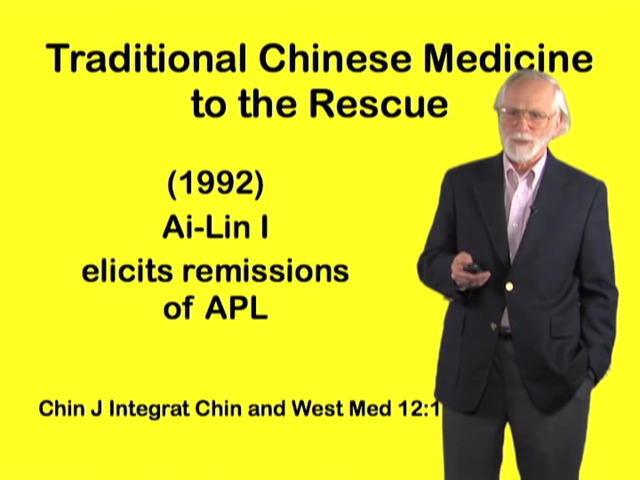 Traditional Chinese Medicine
to the Rescue
(1992)
Ai-Lin I
elicits remissions
of APL
Chin J Integrat Chin and West Med 12:1